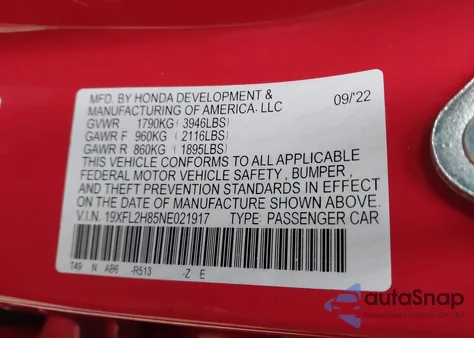 MFD. BY HONDA DEVELOPMENT & 09/'22
MANUFACTURING OF AMERICA, LLC
GVWR 1790KG(3946LBS)
GAWR F 960KG (2116LBS)
GAWR R 860KG (1895LBS)
THIS VEHICLE CONFORMS TO ALL APPLICABLE
FEDERAL MOTOR VEHICLE SAFETY, BUMPER,
AND THEFT PREVENTION STANDARDS IN EFFECT
ON THE DATE OF MANUFACTURE SHOWN ABOVE.
V.I.N. 19XFL2H85NE021917 TYPE: PASSENGER CAR
T49 N AB6 -R513 -Z E
autoSnap